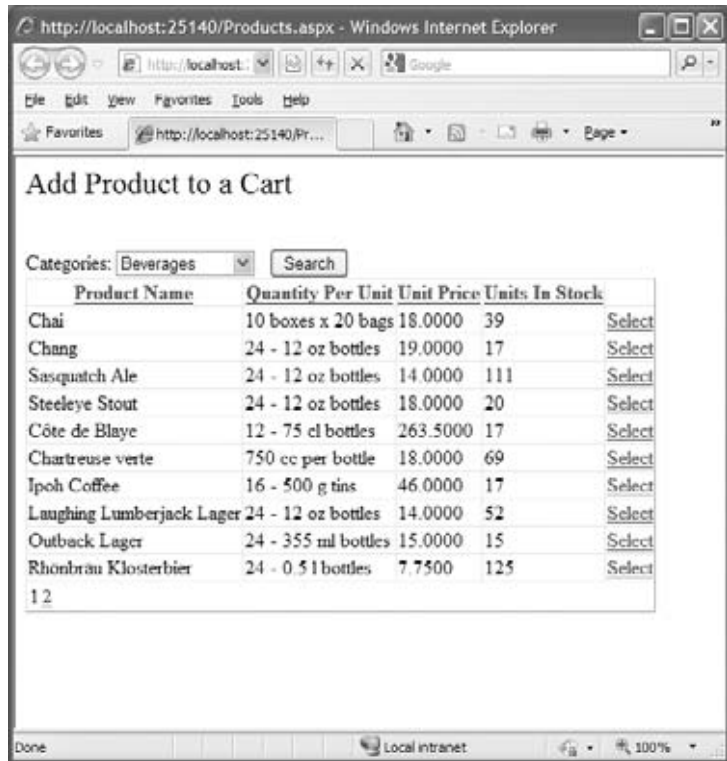 http://localhost:25140/Products.aspx - Windows Internet Explorer
http://localhost: Google
File Edit View Favorites Tools Help
Favorites http://localhost:25140/Pr... Page
Add Product to a Cart
Categories: Beverages Search
Product Name Quantity Per Unit Unit Price Units In Stock
Chai 10 boxes x 20 bags 18.0000 39 Select
Chang 24 - 12 oz bottles 19.0000 17 Select
Sasquatch Ale 24 - 12 oz bottles 14.0000 111 Select
Steeleye Stout 24 - 12 oz bottles 18.0000 20 Select
Côte de Blaye 12 - 75 cl bottles 263.5000 17 Select
Chartreuse verte 750 cc per bottle 18.0000 69 Select
Ipoh Coffee 16 - 500 g tins 46.0000 17 Select
Laughing Lumberjack Lager 24 - 12 oz bottles 14.0000 52 Select
Outback Lager 24 - 355 ml bottles 15.0000 15 Select
Rhönbräu Klosterbier 24 - 0.5 l bottles 7.7500 125 Select
1 2
Done Local intranet 100%